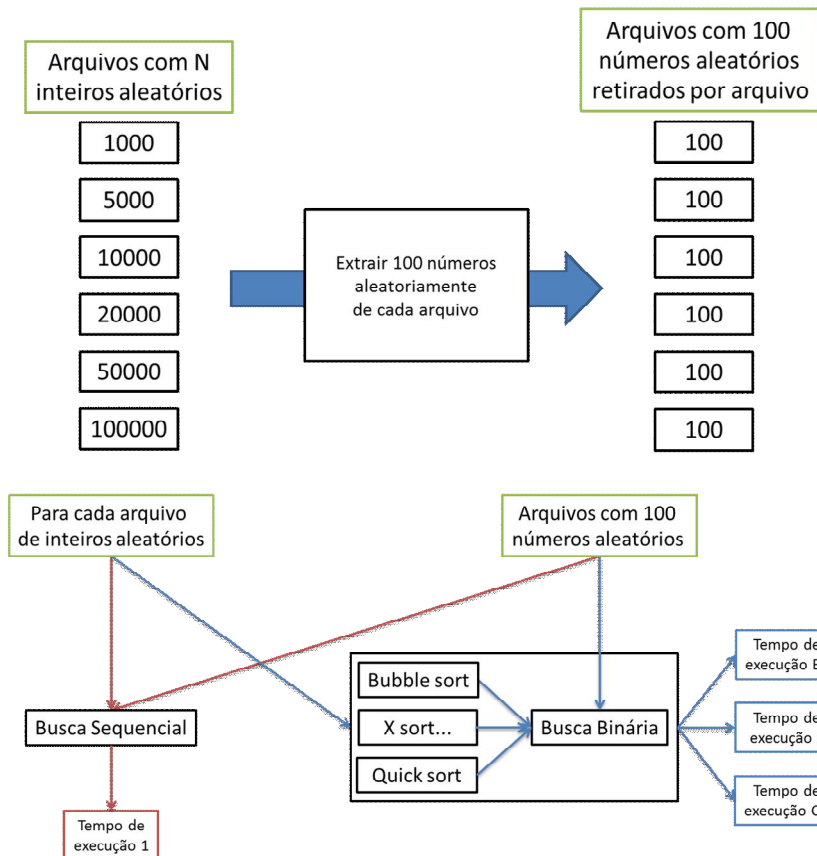 Arquivos com N
inteiros aleatórios
1000
5000
10000
20000
50000
100000
Extrair 100 números
aleatoriamente
de cada arquivo
Arquivos com 100
números aleatórios
retirados por arquivo
100
100
100
100
100
100
Para cada arquivo
de inteiros aleatórios
Arquivos com 100
números aleatórios
Busca Sequencial
Tempo de
execução 1
Bubble sort
X sort...
Quick sort
Busca Binária
Tempo de
execução
Tempo de
execução
Tempo de
execução